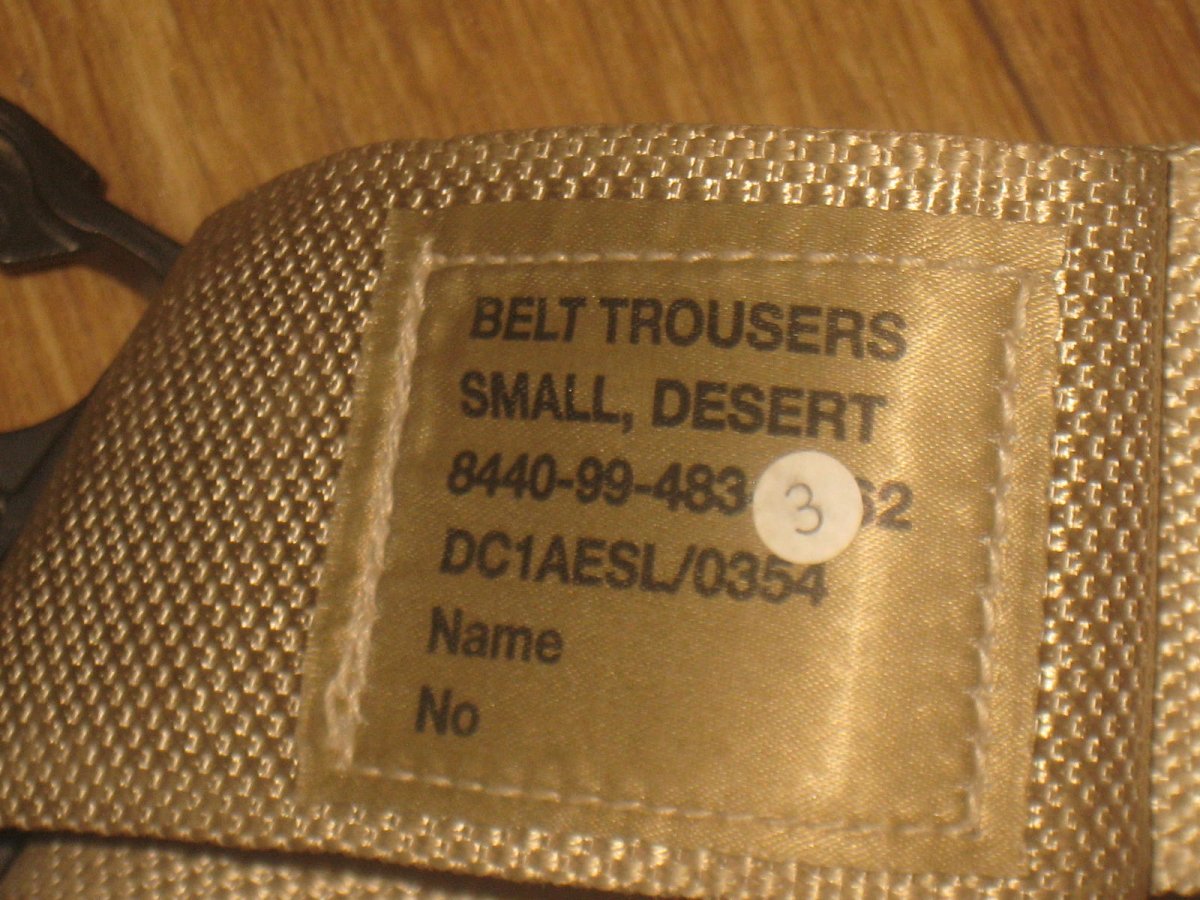 BELT TROUSERS
SMALL, DESERT
8440-99-483
3
DC1AESL/0354
Name
No